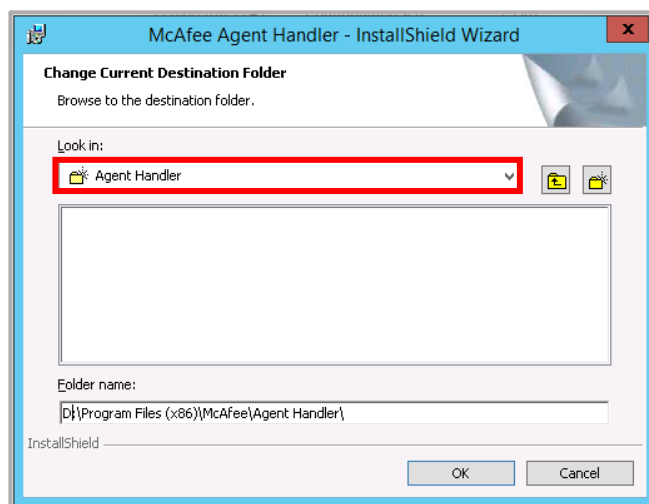 McAfee Agent Handler - InstallShield Wizard
x
Change Current Destination Folder
Browse to the destination folder.
Look in:
Agent Handler
Folder name:
D:\Program Files (x86)\McAfee\Agent Handler\
InstallShield
OK
Cancel